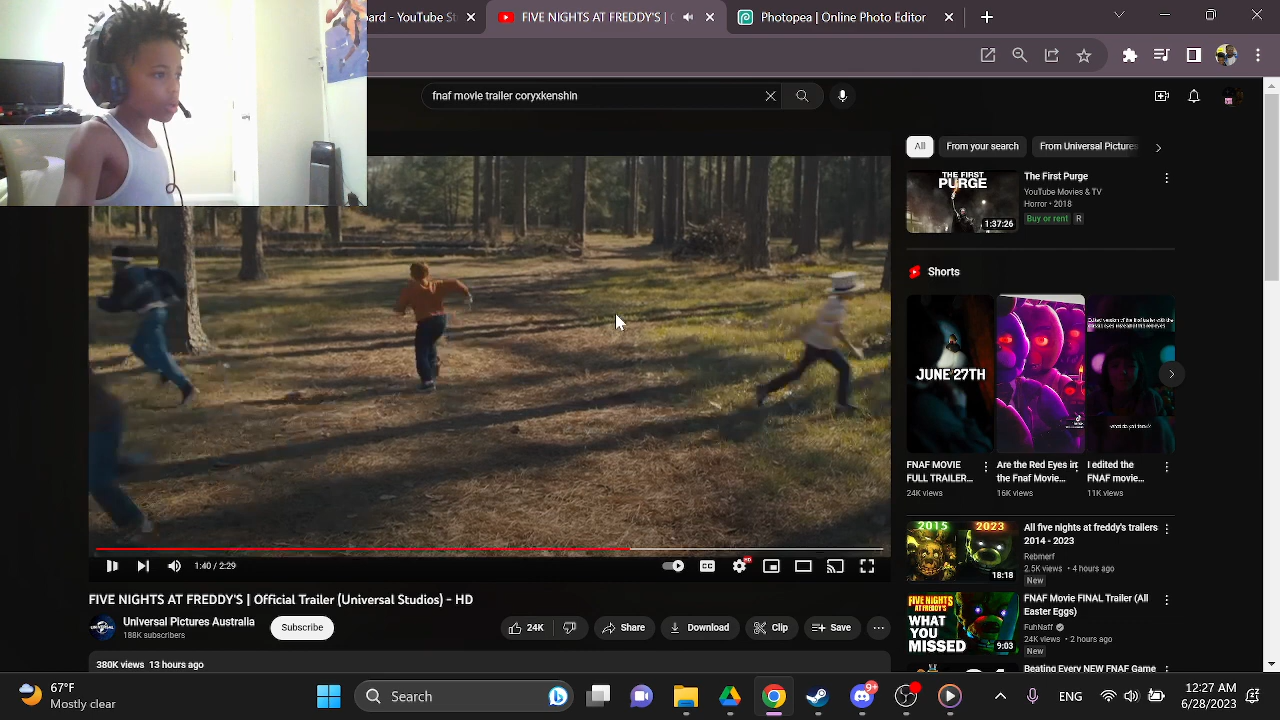 ard - YouTube St
FIVE NIGHTS AT FREDDY'S | O
Photopea | Online Photo Editor
fnaf movie trailer coryxkenshin
All
From your search
From Universal Pictures
THE FIRST
PURGE
1:37:26
The First Purge
YouTube Movies & TV
Horror • 2018
Buy or rent
R
Shorts
JUNE 27TH
FNAF MOVIE
FULL TRAILER...
24K views
Are the Red Eyes in
the Fnaf Movie...
16K views
I edited the
FNAF movie...
11K views
1:40 / 2:29
CC
HD
FIVE NIGHTS AT FREDDY'S | Official Trailer (Universal Studios) - HD
Universal Pictures Australia
188K subscribers
Subscribe
24K
Share
Download
Clip
Save
380K views 13 hours ago
2015
2023
18:18
All five nights at freddy's trailers
2014 - 2023
Rebmerf
2.5K views • 4 hours ago
New
FIVE NIGHTS
AT FREDDY'S
WHAT
YOU
MISSED
9:03
FNAF Movie FINAL Trailer (All
Easter Eggs)
FuhNaff
24K views • 2 hours ago
New
Beating Every NEW FNAF Game
67°F
Mostly clear
Search
9+
ENG
12:27 AM
6/28/2023